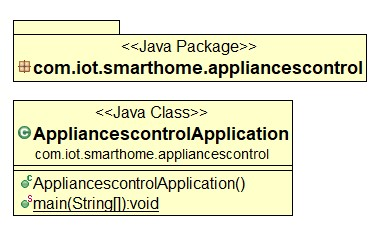 <<Java Package>>
com.iot.smarthome.appliancescontrol
<<Java Class>>
AppliancescontrolApplication
com.iot.smarthome.appliancescontrol
AppliancescontrolApplication()
main(String[]):void